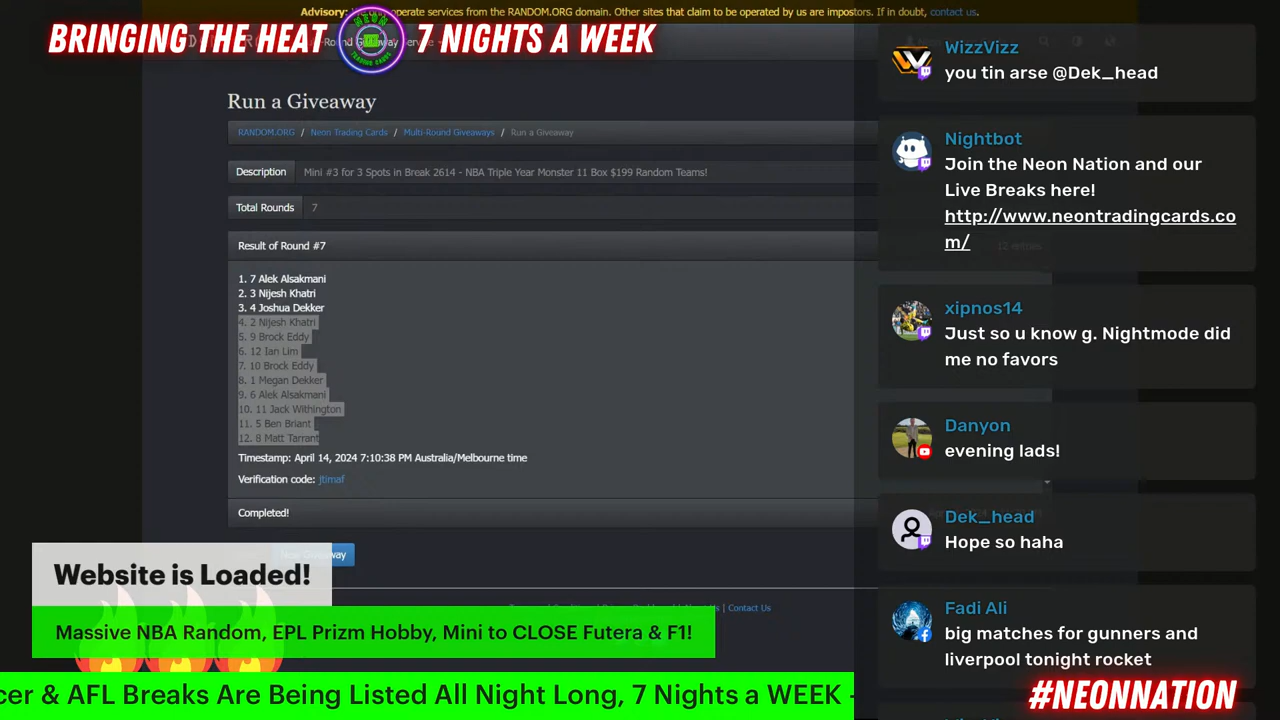 Advisory: operate services from the RANDOM.ORG domain. Other sites that claim to be operated by us are impostors. If in doubt, contact us.
BRINGING THE HEAT NEON TRADING CARDS 7 NIGHTS A WEEK
Run a Giveaway
RANDOM.ORG / Neon Trading Cards / Multi-Round Giveaways / Run a Giveaway
Description Mini #3 for 3 Spots in Break 2614 - NBA Triple Year Monster 11 Box $199 Random Teams!
Total Rounds 7
Result of Round #7 12 entries
1. 7 Alek Alsakmani
2. 3 Nijesh Khatri
3. 4 Joshua Dekker
4. 2 Nijesh Khatri
5. 9 Brock Eddy
6. 12 Ian Lim
7. 10 Brock Eddy
8. 1 Megan Dekker
9. 6 Alek Alsakmani
10. 11 Jack Withington
11. 5 Ben Briant
12. 8 Matt Tarrant
Timestamp: April 14, 2024 7:10:38 PM Australia/Melbourne time
Verification code: jtimaf
Completed!
Website is Loaded!
Massive NBA Random, EPL Prizm Hobby, Mini to CLOSE Futera & F1!
Contact Us
cer & AFL Breaks Are Being Listed All Night Long, 7 Nights a WEEK -
WizzVizz
you tin arse @Dek_head
Nightbot
Join the Neon Nation and our
Live Breaks here!
http://www.neontradingcards.co
m/
xipnos14
Just so u know g. Nightmode did
me no favors
Danyon
evening lads!
Dek_head
Hope so haha
Fadi Ali
big matches for gunners and
liverpool tonight rocket
#NEONNATION